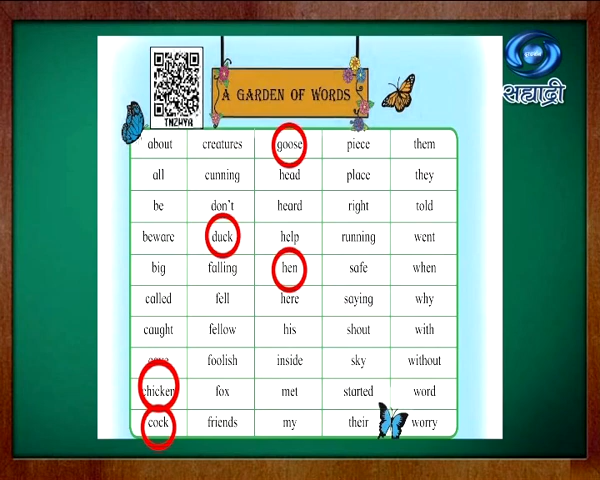 सह्याद्री
A GARDEN OF WORDS
about creatures goose piece them
all cunning head place they
be don't heard right told
beware duck help running went
big falling hen safe when
called fell here saying why
caught fellow his shout with
foolish inside sky without
chicken fox met started word
cock friends my their worry